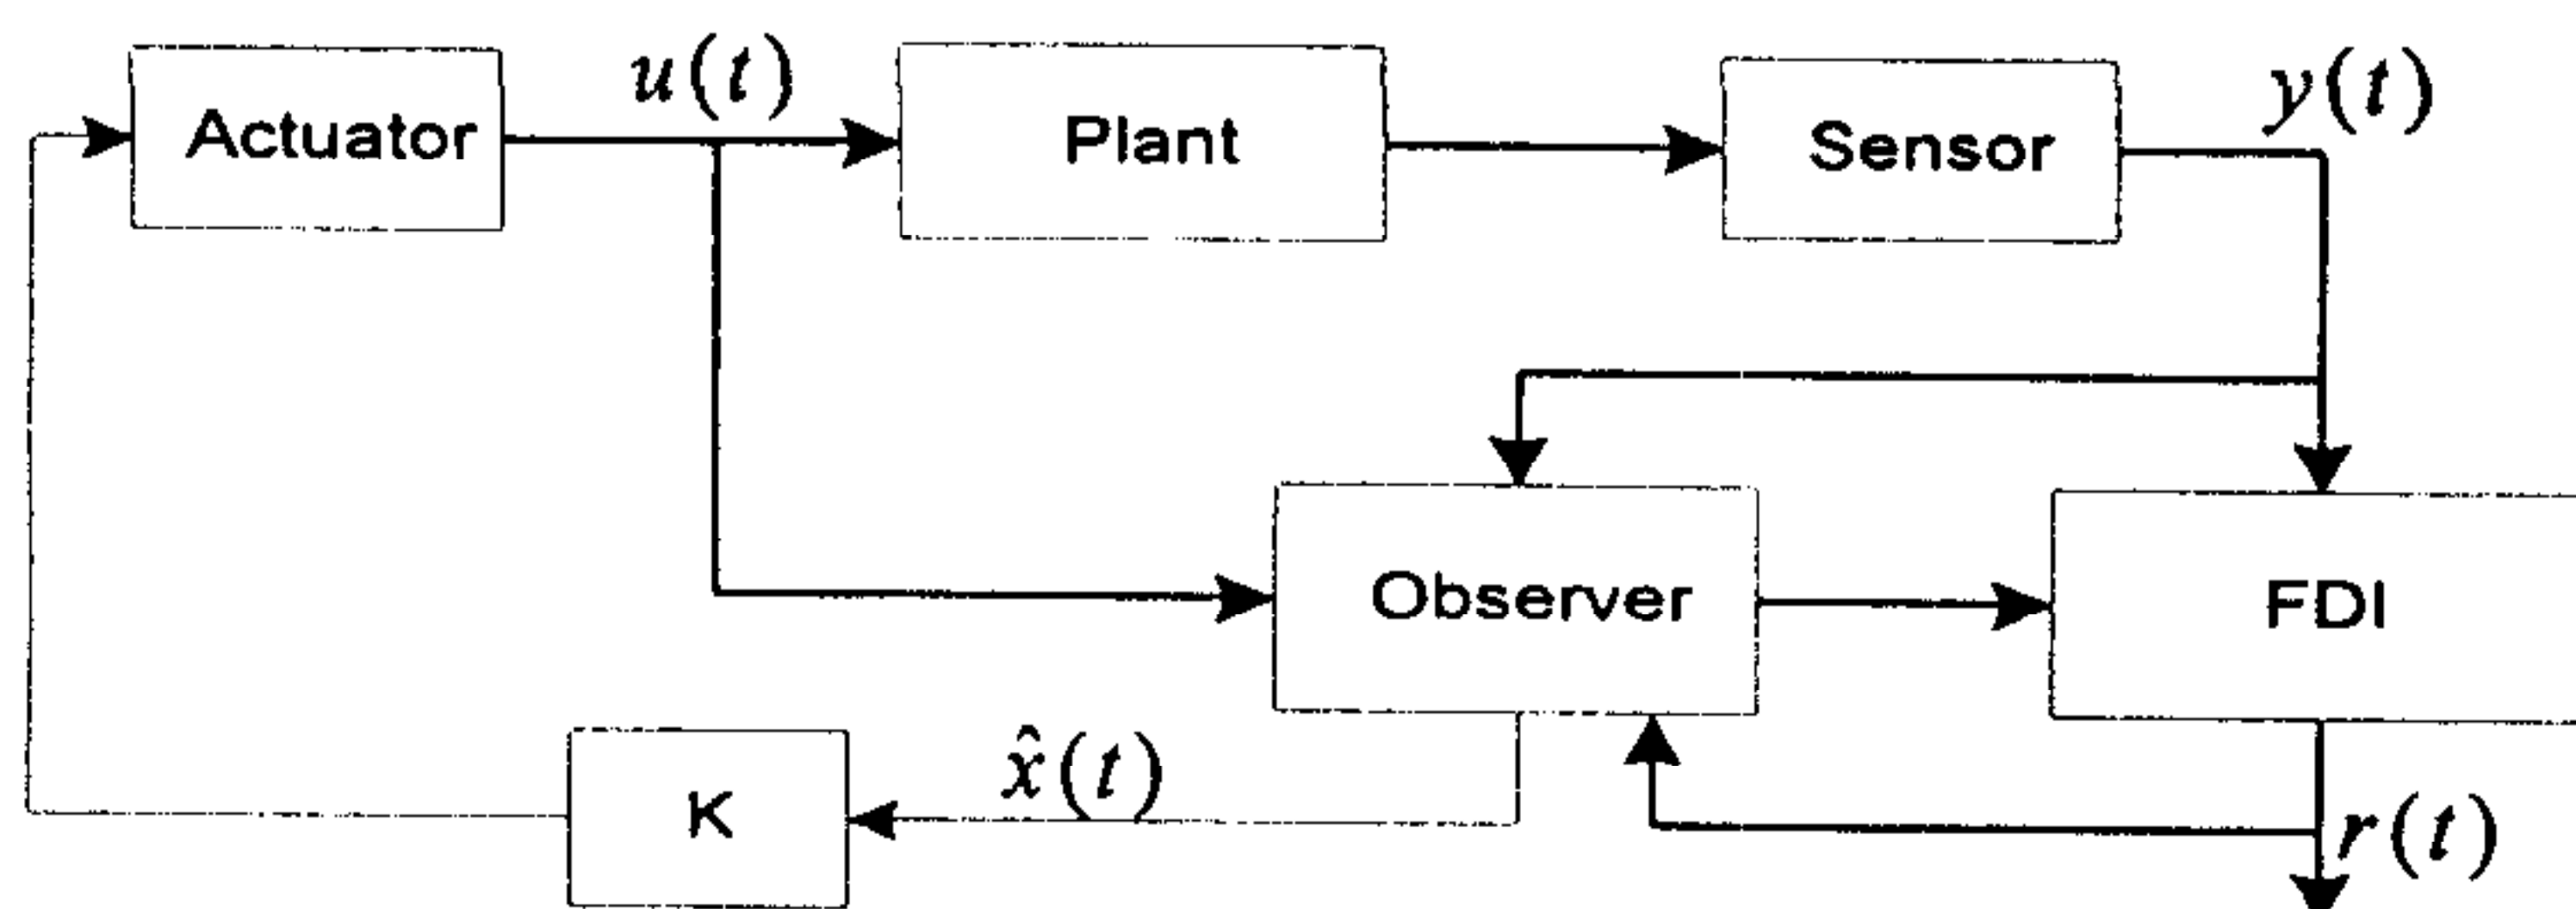 Actuator
u(t)
Plant
Sensor
y(t)
Observer
FDI
K
x̂(t)
r(t)